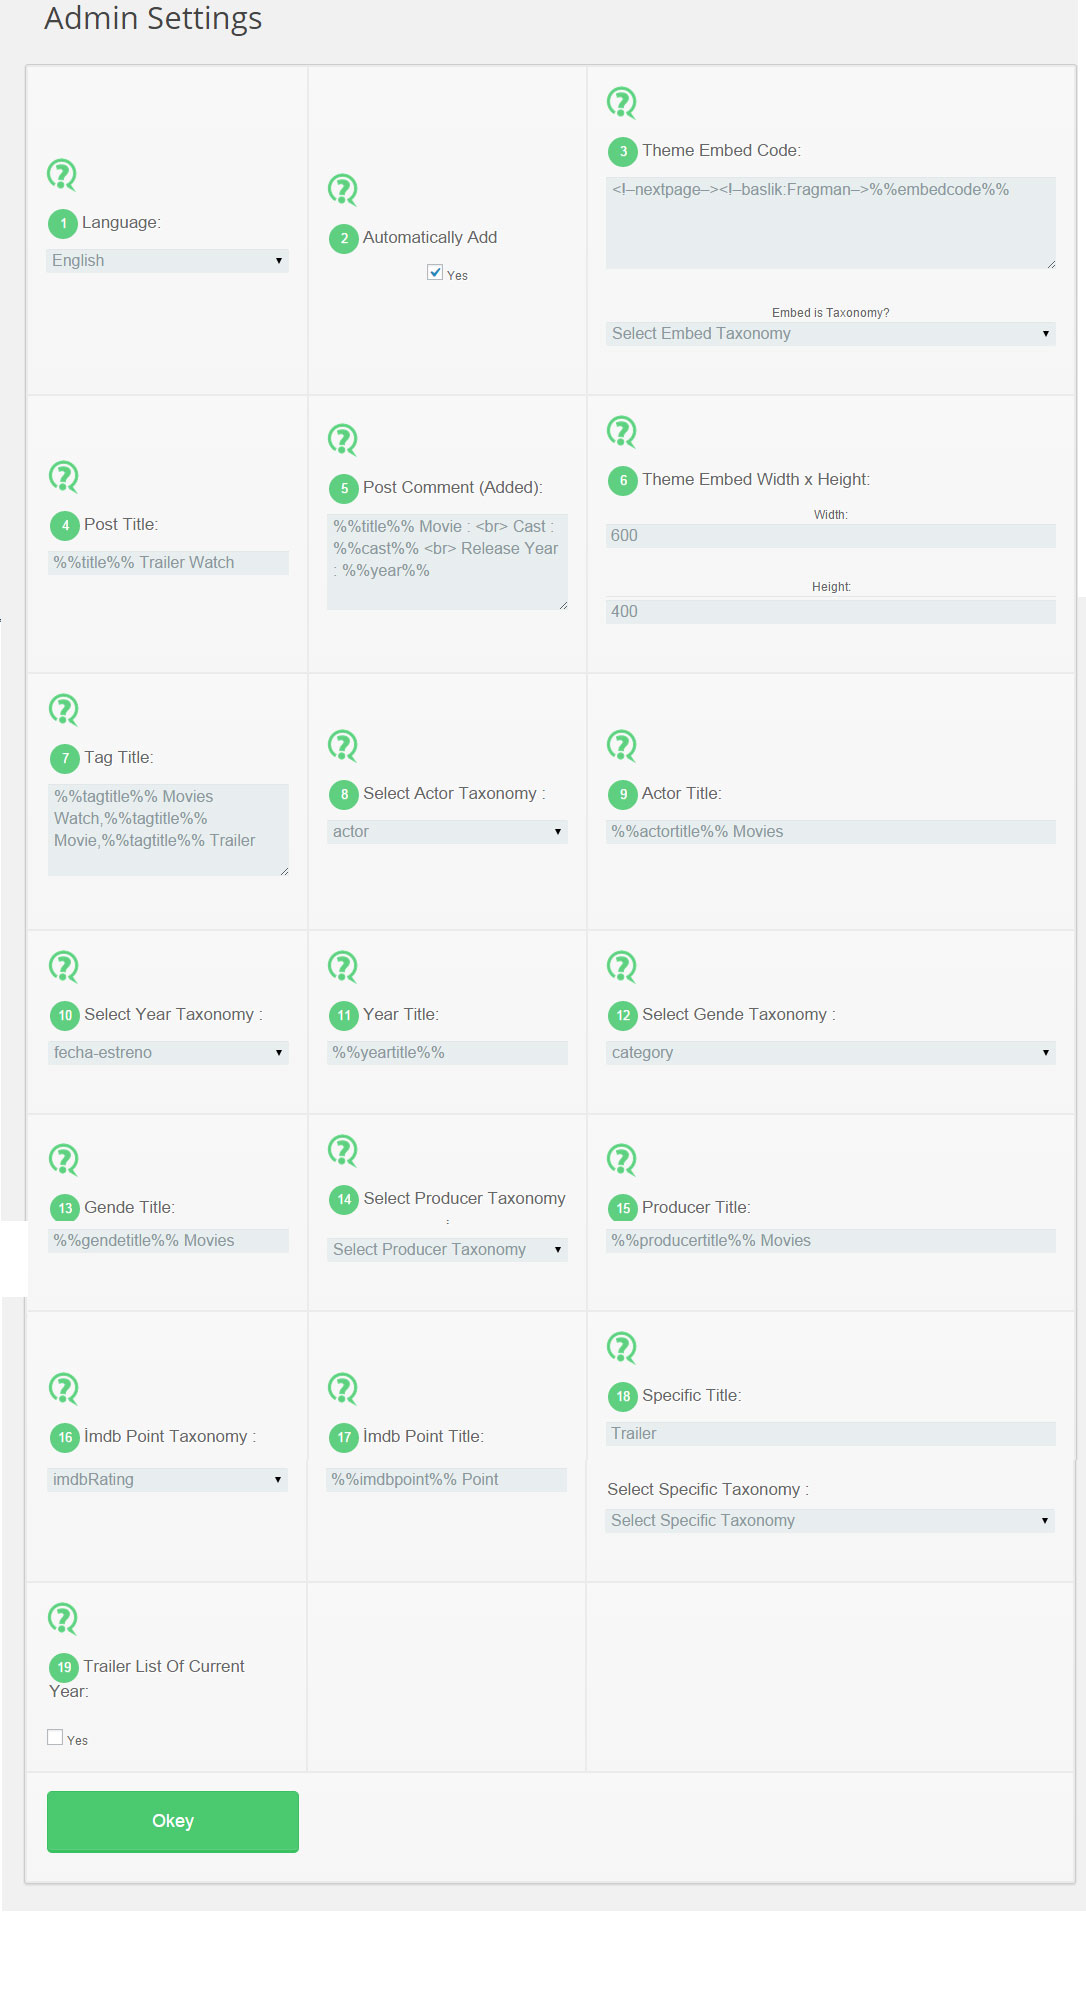 Admin Settings
1 Language:
English
2 Automatically Add
Yes
3 Theme Embed Code:
<!–nextpage–><!–baslik:Fragman–>%%embedcode%%
Embed is Taxonomy?
Select Embed Taxonomy
4 Post Title:
%%title%% Trailer Watch
5 Post Comment (Added):
%%title%% Movie : <br> Cast :
%%cast%% <br> Release Year
: %%year%%
6 Theme Embed Width x Height:
Width:
600
Height:
400
7 Tag Title:
%%tagtitle%% Movies
Watch,%%tagtitle%%
Movie,%%tagtitle%% Trailer
8 Select Actor Taxonomy :
actor
9 Actor Title:
%%actortitle%% Movies
10 Select Year Taxonomy :
fecha-estreno
11 Year Title:
%%yeartitle%%
12 Select Gende Taxonomy :
category
13 Gende Title:
%%gendetitle%% Movies
14 Select Producer Taxonomy
:
Select Producer Taxonomy
15 Producer Title:
%%producertitle%% Movies
16 İmdb Point Taxonomy :
imdbRating
17 İmdb Point Title:
%%imdbpoint%% Point
18 Specific Title:
Trailer
Select Specific Taxonomy :
Select Specific Taxonomy
19 Trailer List Of Current
Year:
Yes
Okey